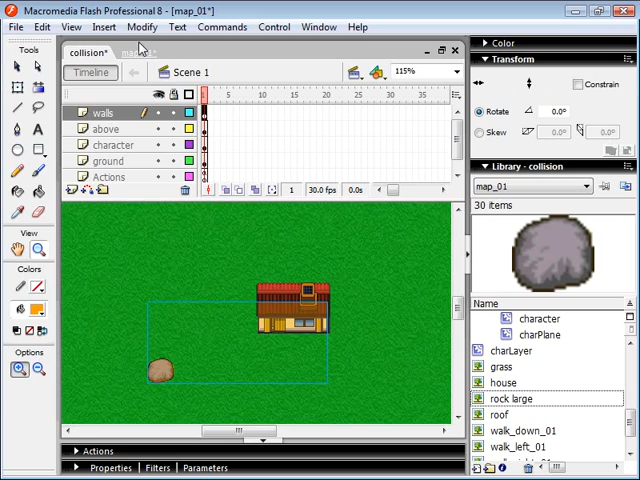 Macromedia Flash Professional 8 - [map_01*]
File Edit View Insert Modify Text Commands Control Window Help
Tools
View
Colors
Options
collision*
Timeline
Scene 1
115%
1 5 10 15 20 25 30 35
walls
above
character
ground
Actions
1 30.0 fps 0.0s
Actions
Properties Filters Parameters
Color
Transform
Constrain
Rotate 0.0°
Skew 0.0° 0.0°
Library - collision
map_01
30 items
Name
character
charPlane
charLayer
grass
house
rock large
roof
walk_down_01
walk_left_01